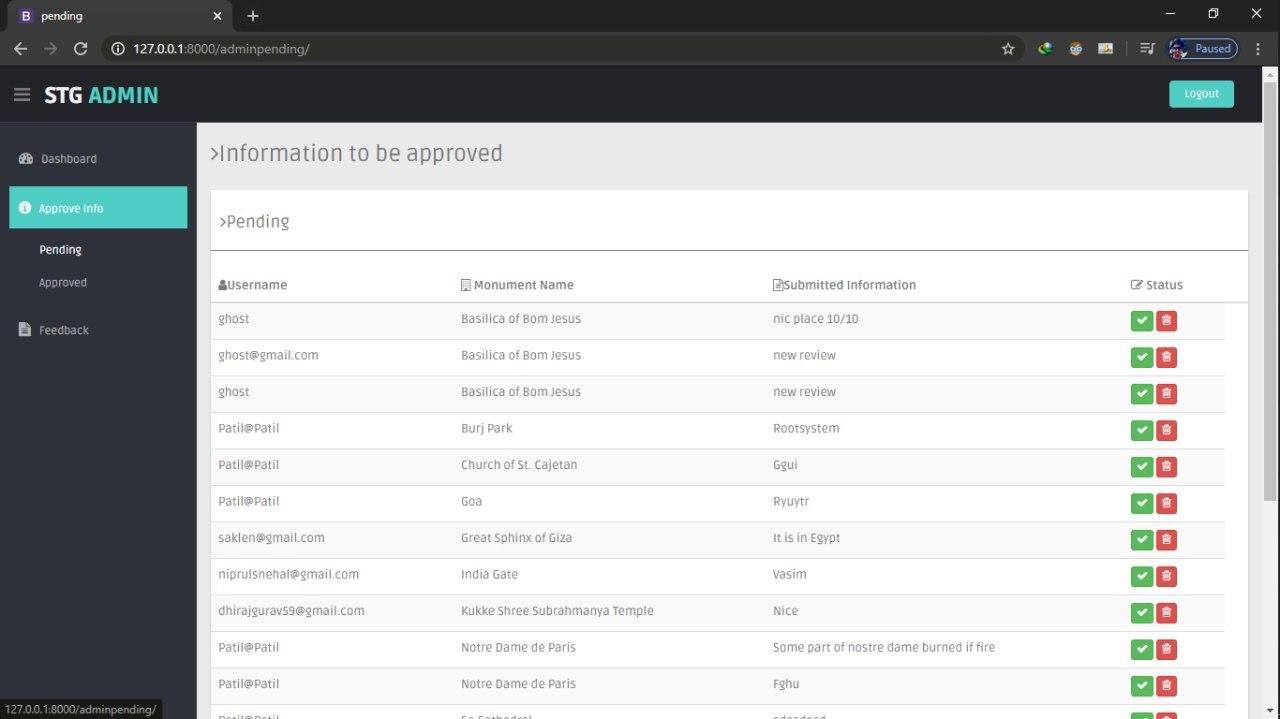 pending
127.0.0.1:8000/adminpending/
Paused
STG ADMIN
Logout
Dashboard
Approve Info
Pending
Approved
Feedback
>Information to be approved
>Pending
Username Monument Name Submitted Information Status
ghost Basilica of Bom Jesus nic place 10/10
ghost@gmail.com Basilica of Bom Jesus new review
ghost Basilica of Bom Jesus new review
Patil@Patil Burj Park Rootsystem
Patil@Patil Church of St. Cajetan Ggui
Patil@Patil Goa Ryuytr
saklen@gmail.com Great Sphinx of Giza It is in Egypt
niprulsnehal@gmail.com India Gate Vasim
dhirajgurav59@gmail.com Kukke Shree Subrahmanya Temple Nice
Patil@Patil Notre Dame de Paris Some part of nostre dame burned if fire
Patil@Patil Notre Dame de Paris Fghu
127.0.0.1:8000/adminpending/